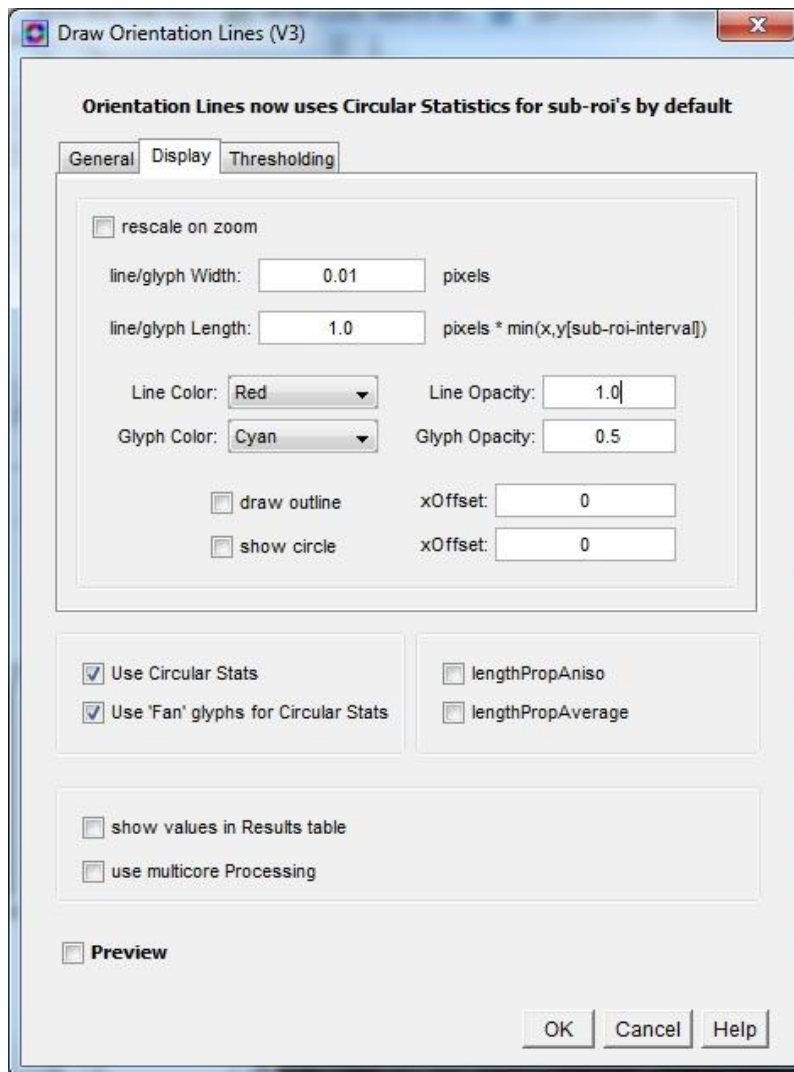 Draw Orientation Lines (V3)
Orientation Lines now uses Circular Statistics for sub-roi's by default
General Display Thresholding
rescale on zoom
line/glyph Width: 0.01 pixels
line/glyph Length: 1.0 pixels * min(x,y[sub-roi-interval])
Line Color: Red Line Opacity: 1.0
Glyph Color: Cyan Glyph Opacity: 0.5
draw outline xOffset: 0
show circle xOffset: 0
Use Circular Stats lengthPropAniso
Use 'Fan' glyphs for Circular Stats lengthPropAverage
show values in Results table
use multicore Processing
Preview
OK Cancel Help